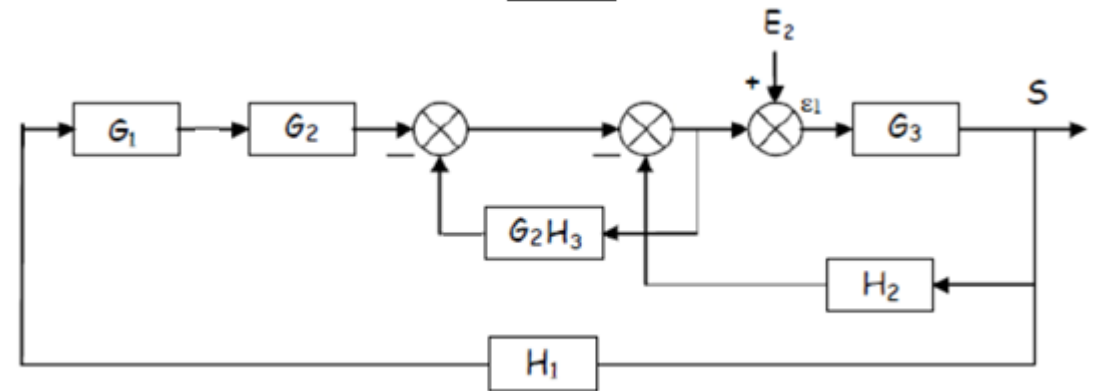 E₂
+ ε₁ S
G₁ G₂ G₃
— —
G₂H₃
H₂
H₁